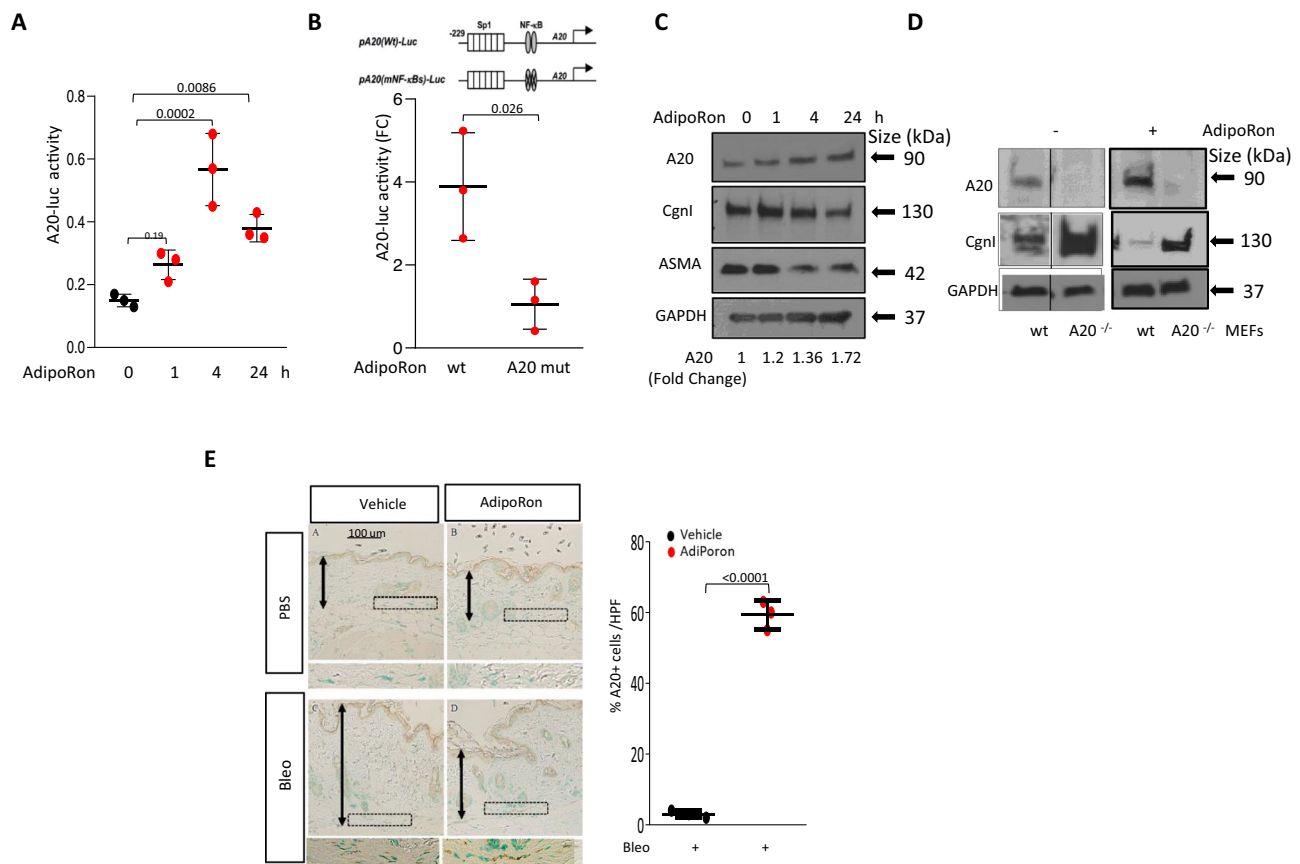 A
A20-luc activity
0.8
0.6
0.4
0.2
0.0
0.0086
0.0002
0.19
AdipoRon 0 1 4 24 h
B
Sp1 NF-κB
-229
pA20(Wt)-Luc A20
pA20(mNF-κBs)-Luc A20
A20-luc activity (FC)
6
4
2
0
0.026
AdipoRon wt A20 mut
C
AdipoRon 0 1 4 24 h
Size (kDa)
A20 90
CgnI 130
ASMA 42
GAPDH 37
A20 1 1.2 1.36 1.72
(Fold Change)
D
- + AdipoRon
Size (kDa)
A20 90
CgnI 130
GAPDH 37
wt A20 -/- wt A20 -/- MEFs
E
Vehicle AdipoRon
PBS
Bleo
A 100 um B
C D
Vehicle
AdiPoron
% A20+ cells /HPF
80
60
40
20
0
<0.0001
Bleo + +